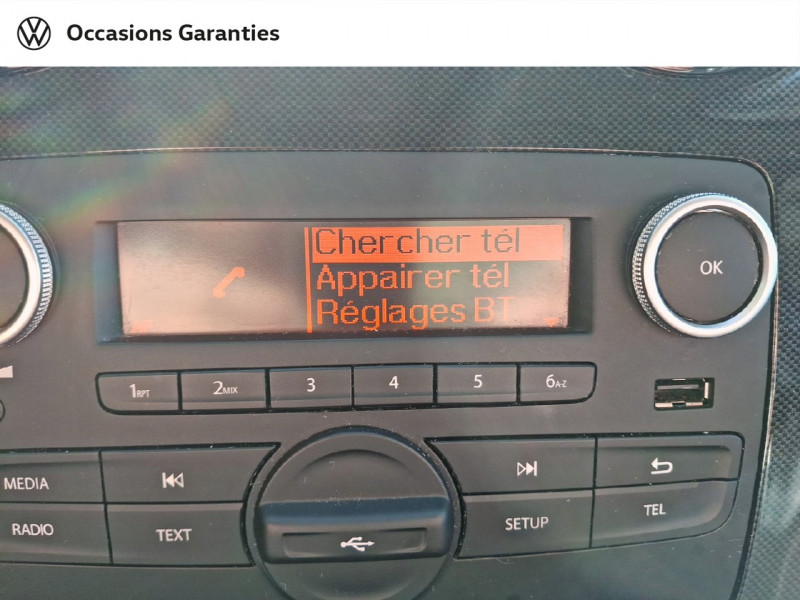 Occasions Garanties
Chercher tél
Appairer tél
Réglages BT
OK
1RPT 2MIX 3 4 5 6A-Z
MEDIA
RADIO TEXT SETUP TEL